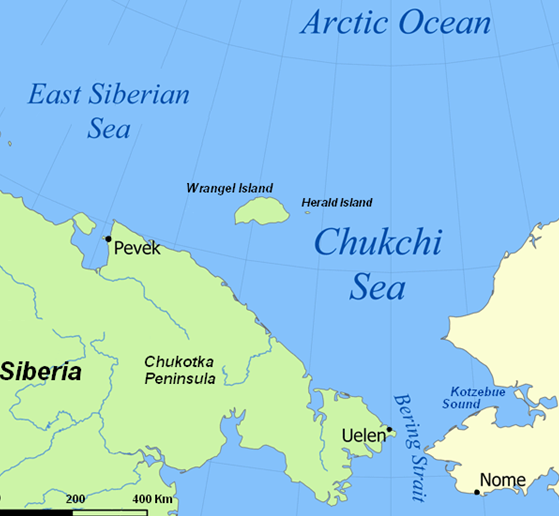 Arctic Ocean
East Siberian
Sea
Wrangel Island
Herald Island
Chukchi
Sea
Pevek
Siberia
Chukotka
Peninsula
Kotzebue
Sound
Bering Strait
Uelen
Nome
200
400 Km